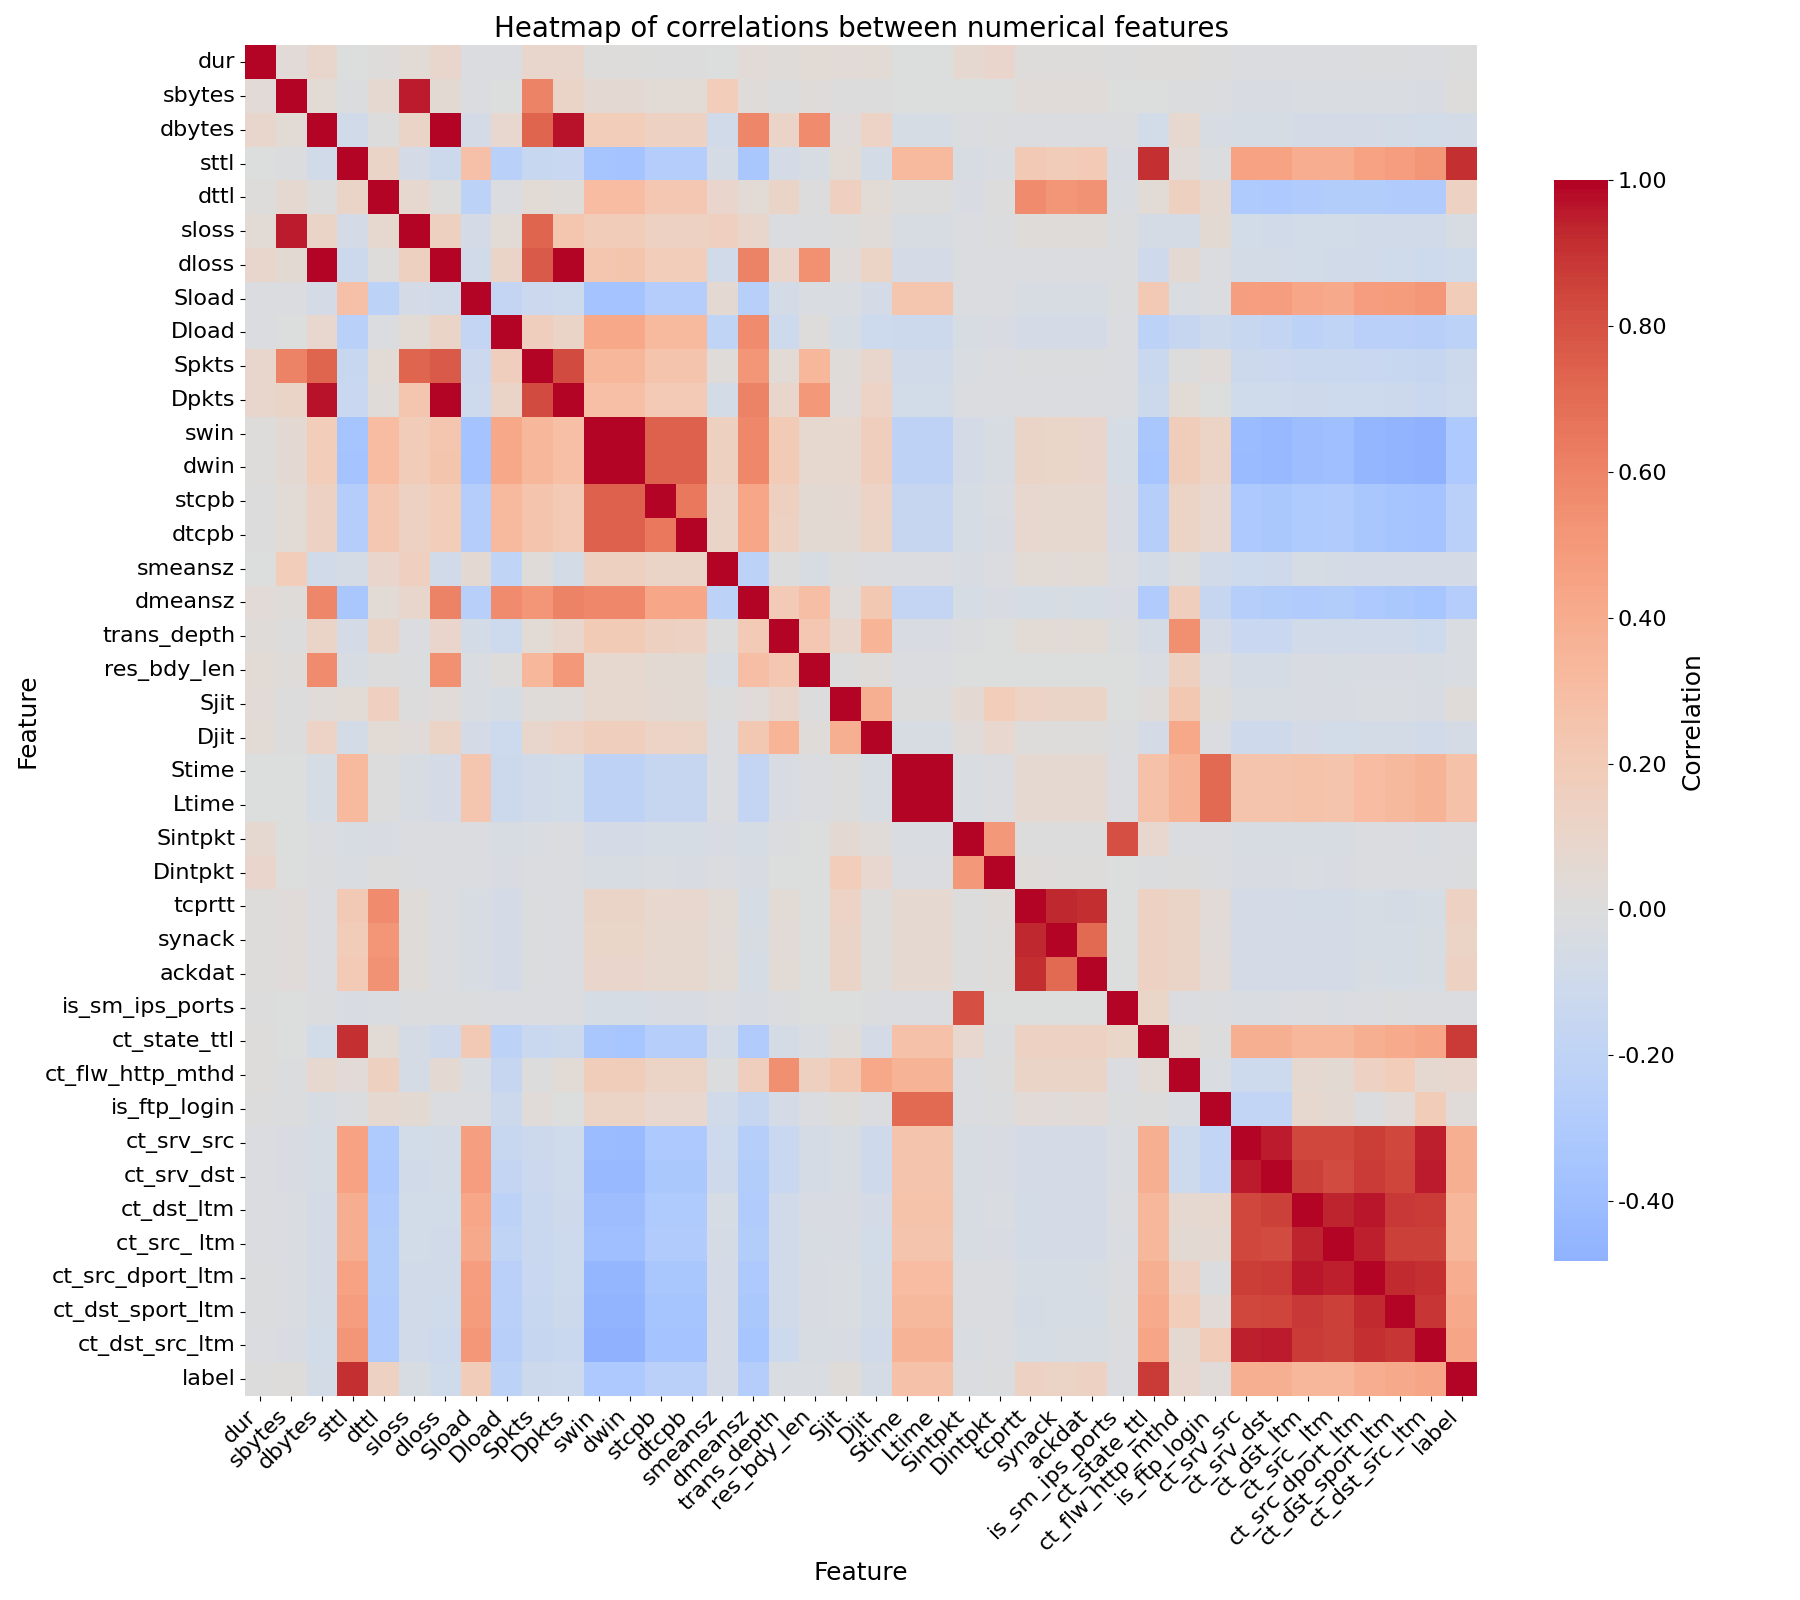 Heatmap of correlations between numerical features
dur
sbytes
dbytes
sttl
dttl
sloss
dloss
Sload
Dload
Spkts
Dpkts
swin
dwin
stcpb
dtcpb
smeansz
dmeansz
trans_depth
res_bdy_len
Sjit
Djit
Stime
Ltime
Sintpkt
Dintpkt
tcprtt
synack
ackdat
is_sm_ips_ports
ct_state_ttl
ct_flw_http_mthd
is_ftp_login
ct_srv_src
ct_srv_dst
ct_dst_ltm
ct_src_ ltm
ct_src_dport_ltm
ct_dst_sport_ltm
ct_dst_src_ltm
label
Feature
dur
sbytes
dbytes
sttl
dttl
sloss
dloss
Sload
Dload
Spkts
Dpkts
swin
dwin
stcpb
dtcpb
smeansz
dmeansz
trans_depth
res_bdy_len
Sjit
Djit
Stime
Ltime
Sintpkt
Dintpkt
tcprtt
synack
ackdat
is_sm_ips_ports
ct_state_ttl
ct_flw_http_mthd
is_ftp_login
ct_srv_src
ct_srv_dst
ct_dst_ltm
ct_src_ ltm
ct_src_dport_ltm
ct_dst_sport_ltm
ct_dst_src_ltm
label
Feature
1.00
0.80
0.60
0.40
0.20
0.00
-0.20
-0.40
Correlation